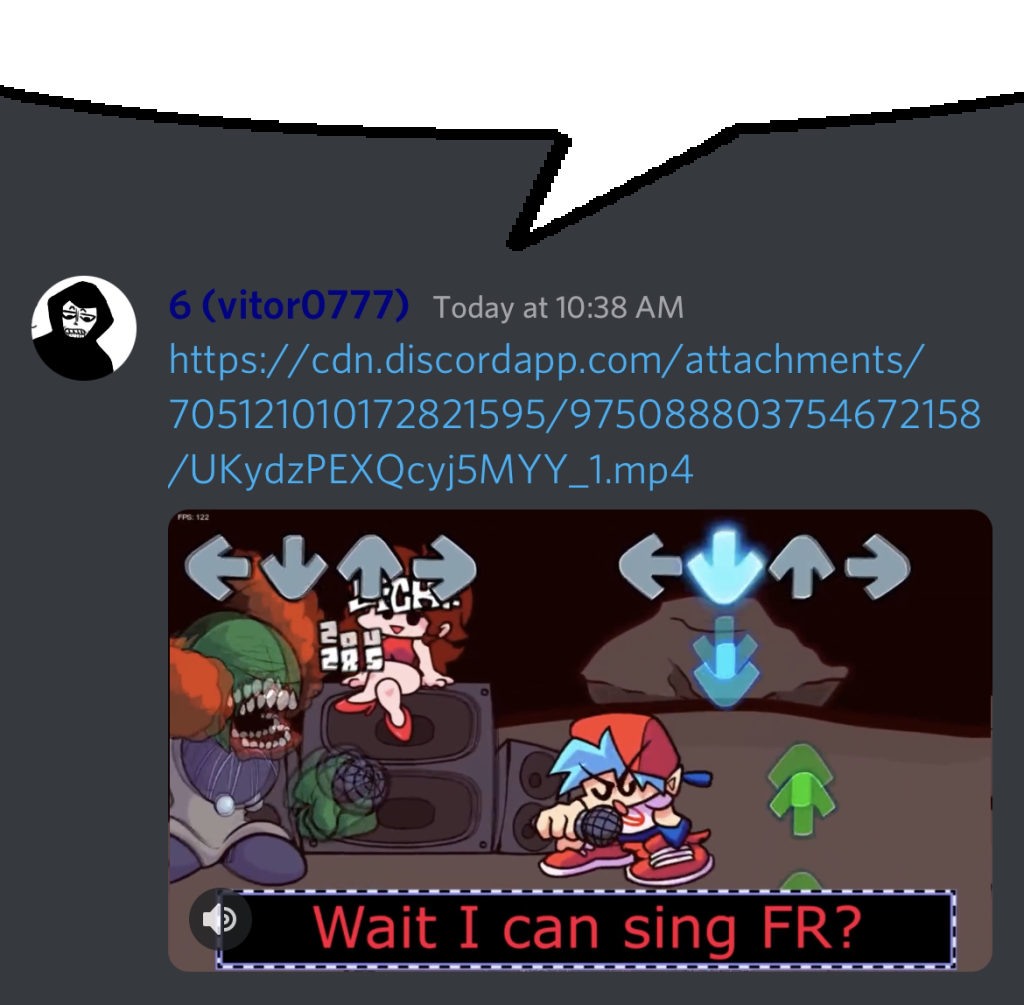 6 (vitor0777) Today at 10:38 AM
https://cdn.discordapp.com/attachments/
705121010172821595/975088803754672158
/UKydzPEXQcyj5MYY_1.mp4
FPS: 122
Wait I can sing FR?